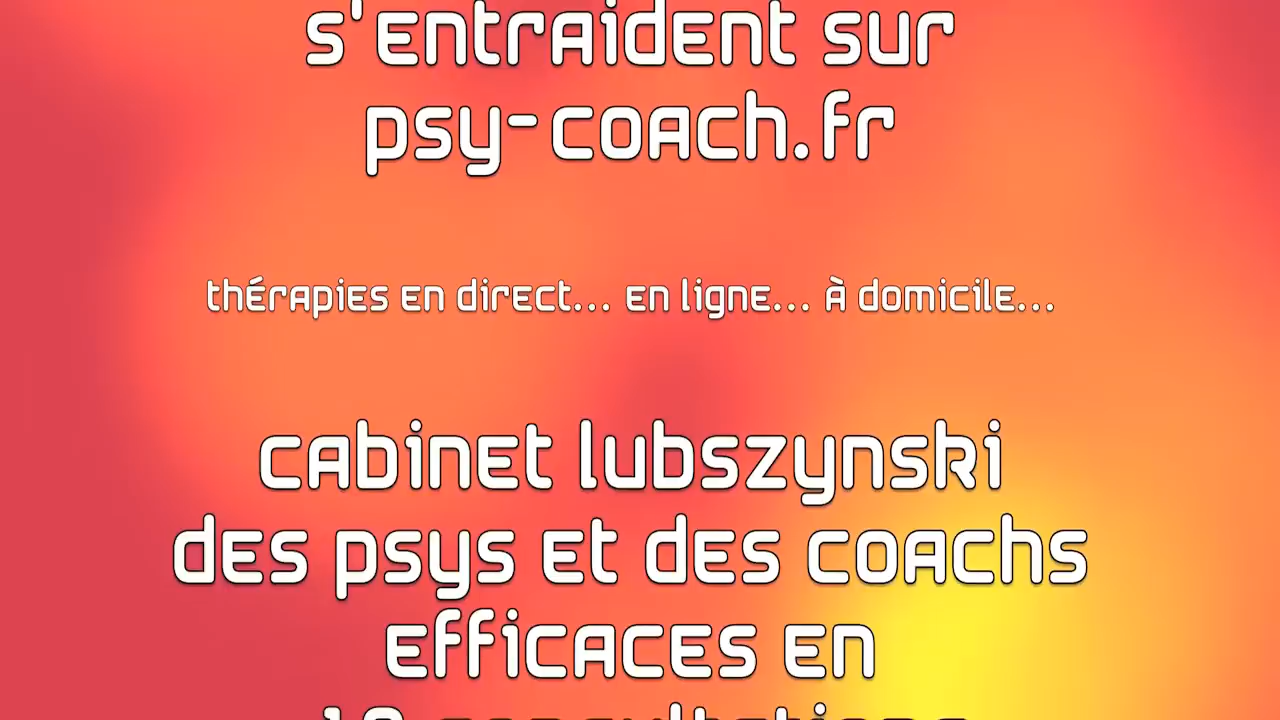 s'entraident sur
psy-coach.fr
thérapies en direct... en ligne... à domicile...
cabinet lubszynski
des psys et des coachs
efficaces en